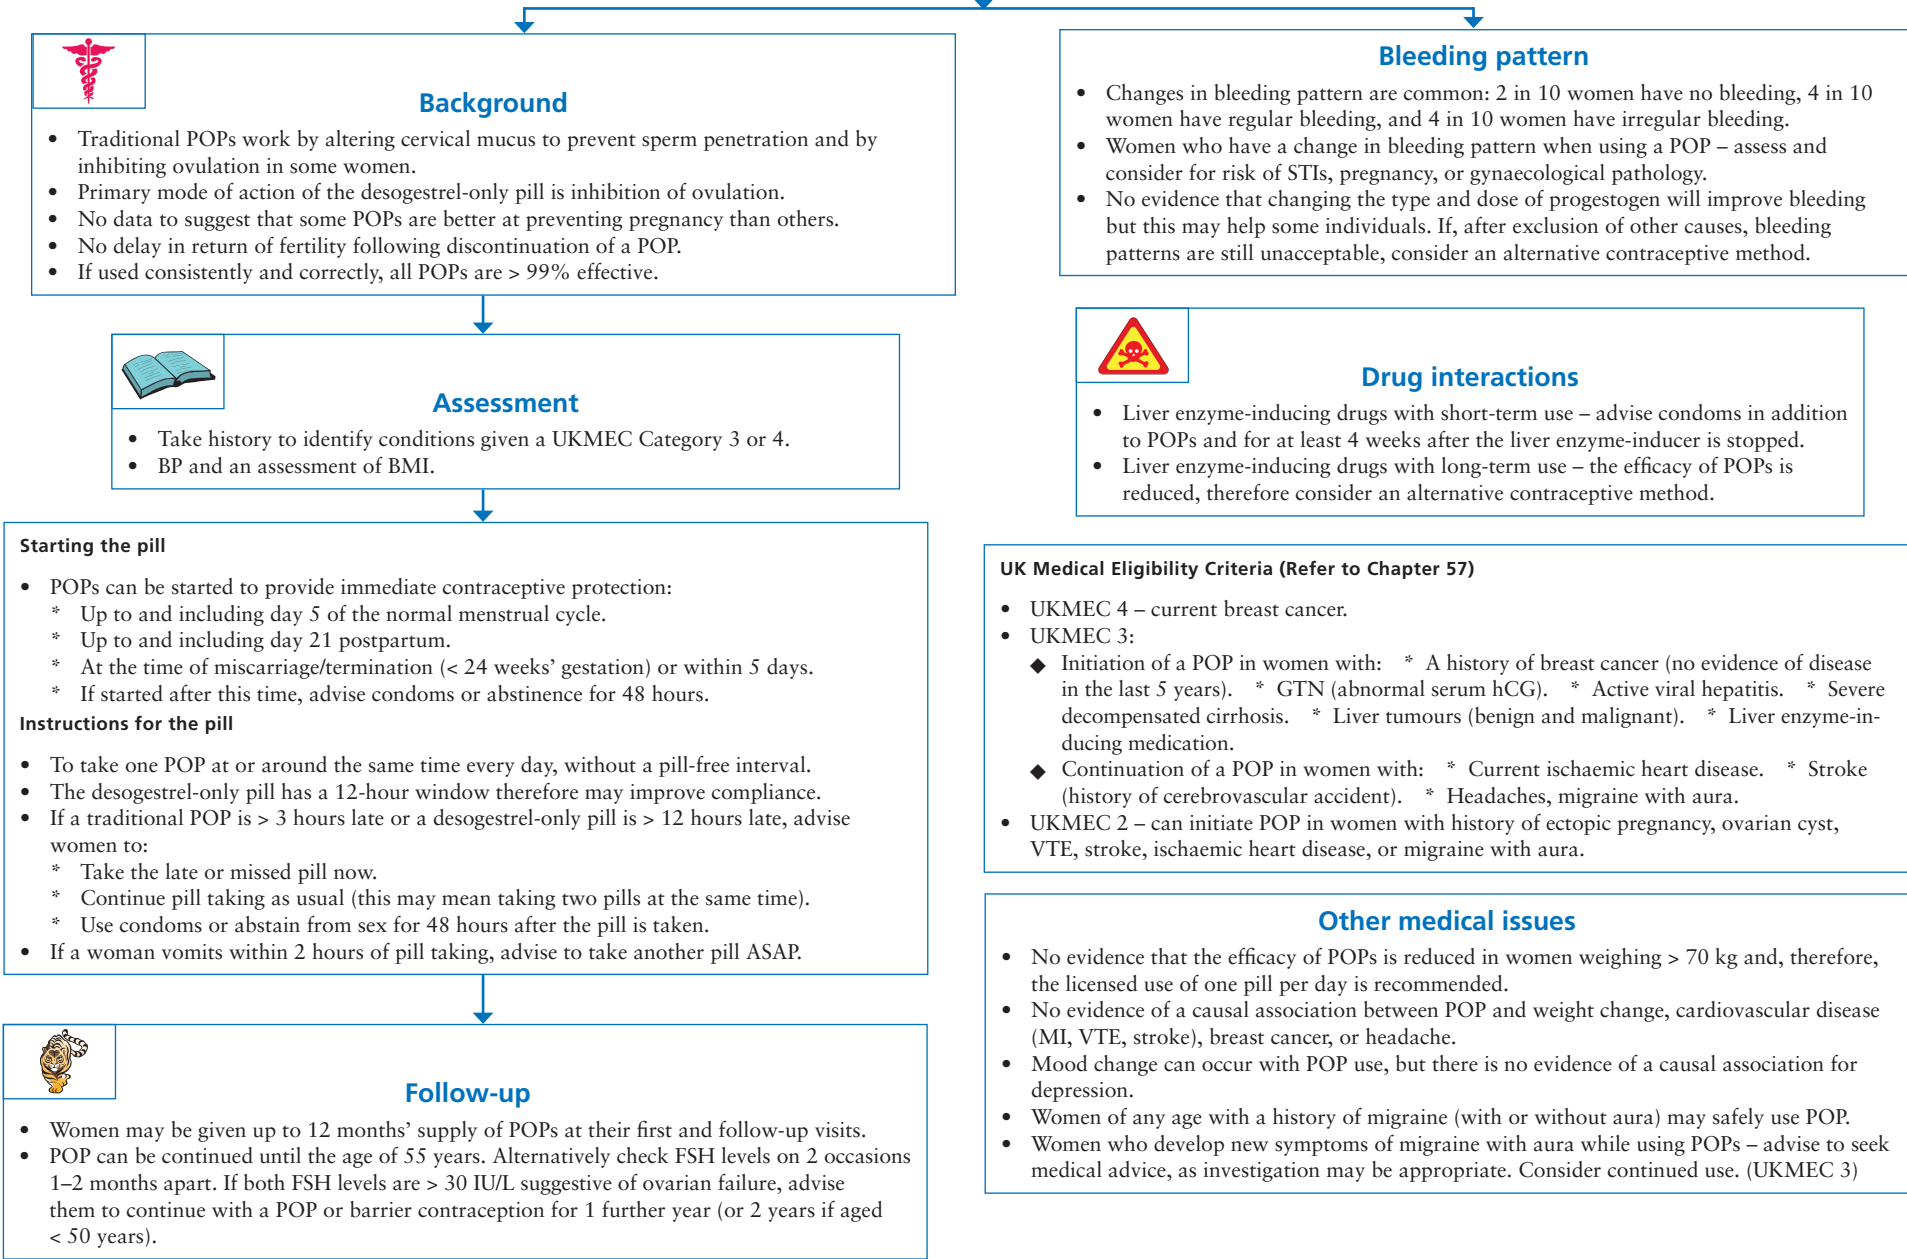 Background
• Traditional POPs work by altering cervical mucus to prevent sperm penetration and by
inhibiting ovulation in some women.
• Primary mode of action of the desogestrel-only pill is inhibition of ovulation.
• No data to suggest that some POPs are better at preventing pregnancy than others.
• No delay in return of fertility following discontinuation of a POP.
• If used consistently and correctly, all POPs are > 99% effective.
Assessment
• Take history to identify conditions given a UKMEC Category 3 or 4.
• BP and an assessment of BMI.
Starting the pill
• POPs can be started to provide immediate contraceptive protection:
* Up to and including day 5 of the normal menstrual cycle.
* Up to and including day 21 postpartum.
* At the time of miscarriage/termination (< 24 weeks’ gestation) or within 5 days.
* If started after this time, advise condoms or abstinence for 48 hours.
Instructions for the pill
• To take one POP at or around the same time every day, without a pill-free interval.
• The desogestrel-only pill has a 12-hour window therefore may improve compliance.
• If a traditional POP is > 3 hours late or a desogestrel-only pill is > 12 hours late, advise
women to:
* Take the late or missed pill now.
* Continue pill taking as usual (this may mean taking two pills at the same time).
* Use condoms or abstain from sex for 48 hours after the pill is taken.
• If a woman vomits within 2 hours of pill taking, advise to take another pill ASAP.
Follow-up
• Women may be given up to 12 months’ supply of POPs at their first and follow-up visits.
• POP can be continued until the age of 55 years. Alternatively check FSH levels on 2 occasions
1–2 months apart. If both FSH levels are > 30 IU/L suggestive of ovarian failure, advise
them to continue with a POP or barrier contraception for 1 further year (or 2 years if aged
< 50 years).
Bleeding pattern
• Changes in bleeding pattern are common: 2 in 10 women have no bleeding, 4 in 10
women have regular bleeding, and 4 in 10 women have irregular bleeding.
• Women who have a change in bleeding pattern when using a POP – assess and
consider for risk of STIs, pregnancy, or gynaecological pathology.
• No evidence that changing the type and dose of progestogen will improve bleeding
but this may help some individuals. If, after exclusion of other causes, bleeding
patterns are still unacceptable, consider an alternative contraceptive method.
Drug interactions
• Liver enzyme-inducing drugs with short-term use – advise condoms in addition
to POPs and for at least 4 weeks after the liver enzyme-inducer is stopped.
• Liver enzyme-inducing drugs with long-term use – the efficacy of POPs is
reduced, therefore consider an alternative contraceptive method.
UK Medical Eligibility Criteria (Refer to Chapter 57)
• UKMEC 4 – current breast cancer.
• UKMEC 3:
◆ Initiation of a POP in women with: * A history of breast cancer (no evidence of disease
in the last 5 years). * GTN (abnormal serum hCG). * Active viral hepatitis. * Severe
decompensated cirrhosis. * Liver tumours (benign and malignant). * Liver enzyme-in-
ducing medication.
◆ Continuation of a POP in women with: * Current ischaemic heart disease. * Stroke
(history of cerebrovascular accident). * Headaches, migraine with aura.
• UKMEC 2 – can initiate POP in women with history of ectopic pregnancy, ovarian cyst,
VTE, stroke, ischaemic heart disease, or migraine with aura.
Other medical issues
• No evidence that the efficacy of POPs is reduced in women weighing > 70 kg and, therefore,
the licensed use of one pill per day is recommended.
• No evidence of a causal association between POP and weight change, cardiovascular disease
(MI, VTE, stroke), breast cancer, or headache.
• Mood change can occur with POP use, but there is no evidence of a causal association for
depression.
• Women of any age with a history of migraine (with or without aura) may safely use POP.
• Women who develop new symptoms of migraine with aura while using POPs – advise to seek
medical advice, as investigation may be appropriate. Consider continued use. (UKMEC 3)